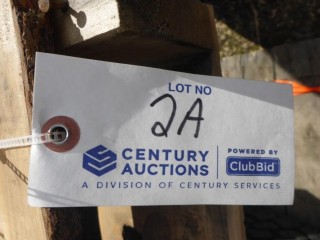 LOT NO
2A
CENTURY
AUCTIONS
POWERED BY
ClubBid
A DIVISION OF CENTURY SERVICES